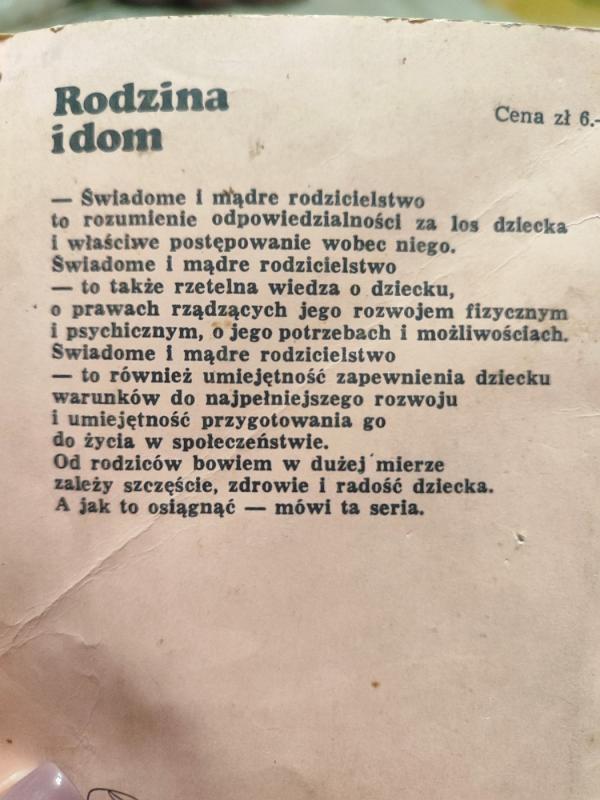 Rodzina
i dom
Cena zł 6.-
— Świadome i mądre rodzicielstwo
to rozumienie odpowiedzialności za los dziecka
i właściwe postępowanie wobec niego.
Świadome i mądre rodzicielstwo
— to także rzetelna wiedza o dziecku,
o prawach rządzących jego rozwojem fizycznym
i psychicznym, o jego potrzebach i możliwościach.
Świadome i mądre rodzicielstwo
— to również umiejętność zapewnienia dziecku
warunków do najpełniejszego rozwoju
i umiejętność przygotowania go
do życia w społeczeństwie.
Od rodziców bowiem w dużej mierze
zależy szczęście, zdrowie i radość dziecka.
A jak to osiągnąć — mówi ta seria.